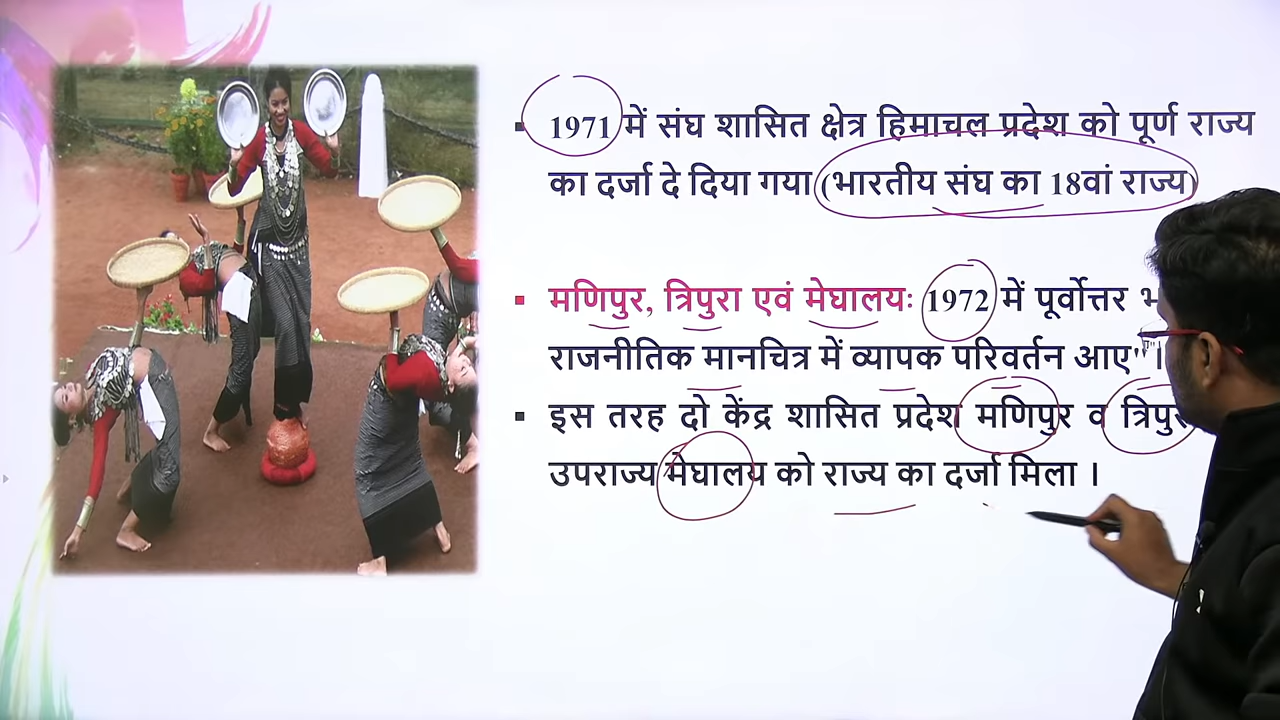 1971 में संघ शासित क्षेत्र हिमाचल प्रदेश को पूर्ण राज्य
का दर्जा दे दिया गया (भारतीय संघ का 18वां राज्य)
मणिपुर, त्रिपुरा एवं मेघालयः 1972 में पूर्वोत्तर
राजनीतिक मानचित्र में व्यापक परिवर्तन आए"।
इस तरह दो केंद्र शासित प्रदेश मणिपुर व
उपराज्य मेघालय को राज्य का दर्जा मिला ।